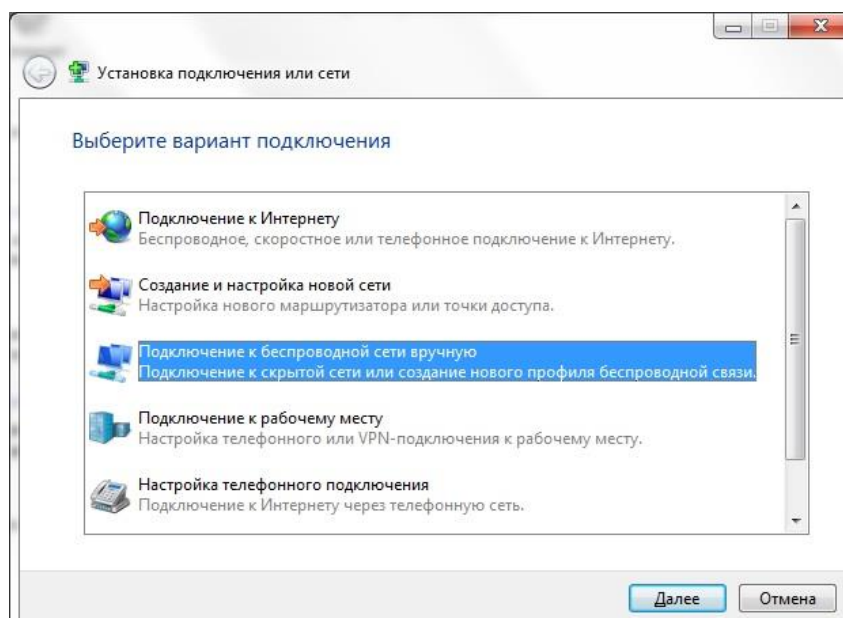 Установка подключения или сети
Выберите вариант подключения
Подключение к Интернету
Беспроводное, скоростное или телефонное подключение к Интернету.
Создание и настройка новой сети
Настройка нового маршрутизатора или точки доступа.
Подключение к беспроводной сети вручную
Подключение к скрытой сети или создание нового профиля беспроводной связи.
Подключение к рабочему месту
Настройка телефонного или VPN-подключения к рабочему месту.
Настройка телефонного подключения
Подключение к Интернету через телефонную сеть.
Далее
Отмена